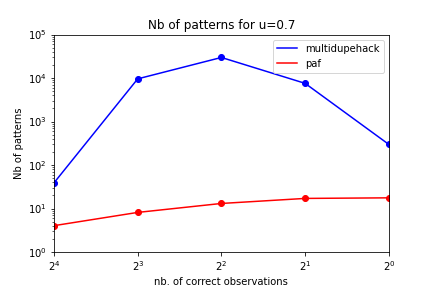 Nb of patterns for u=0.7
multidupehack
paf
Nb of patterns
10^5
10^4
10^3
10^2
10^1
10^0
2^4 2^3 2^2 2^1 2^0
nb. of correct observations